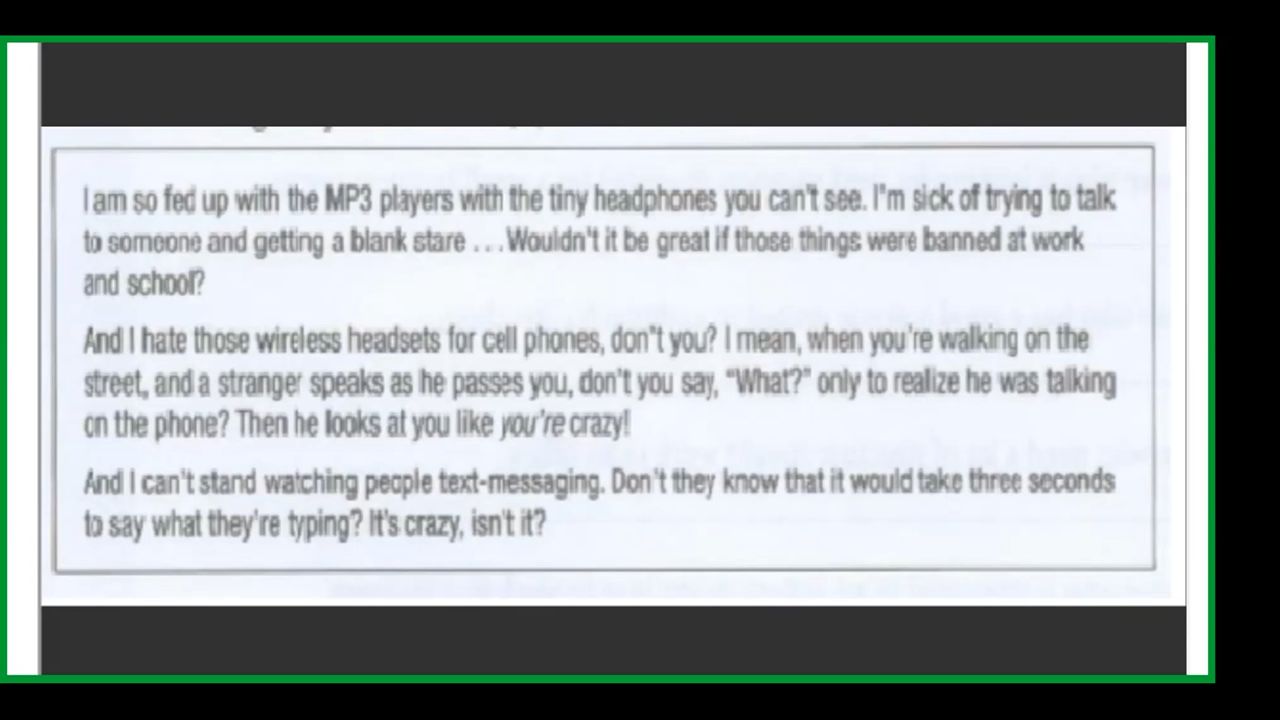 I am so fed up with the MP3 players with the tiny headphones you can't see. I'm sick of trying to talk
to someone and getting a blank stare . . . Wouldn't it be great if those things were banned at work
and school?
And I hate those wireless headsets for cell phones, don"t you? I mean, when you're walking on the
street, and a stranger speaks as he passes you, don't you say, "What?" only to realize he was talking
on the phone? Then he looks at you like you're crazy!
And I can't stand watching people text-messaging. Don't they know that it would take three seconds
to say what they're typing? It's crazy, isn't it?